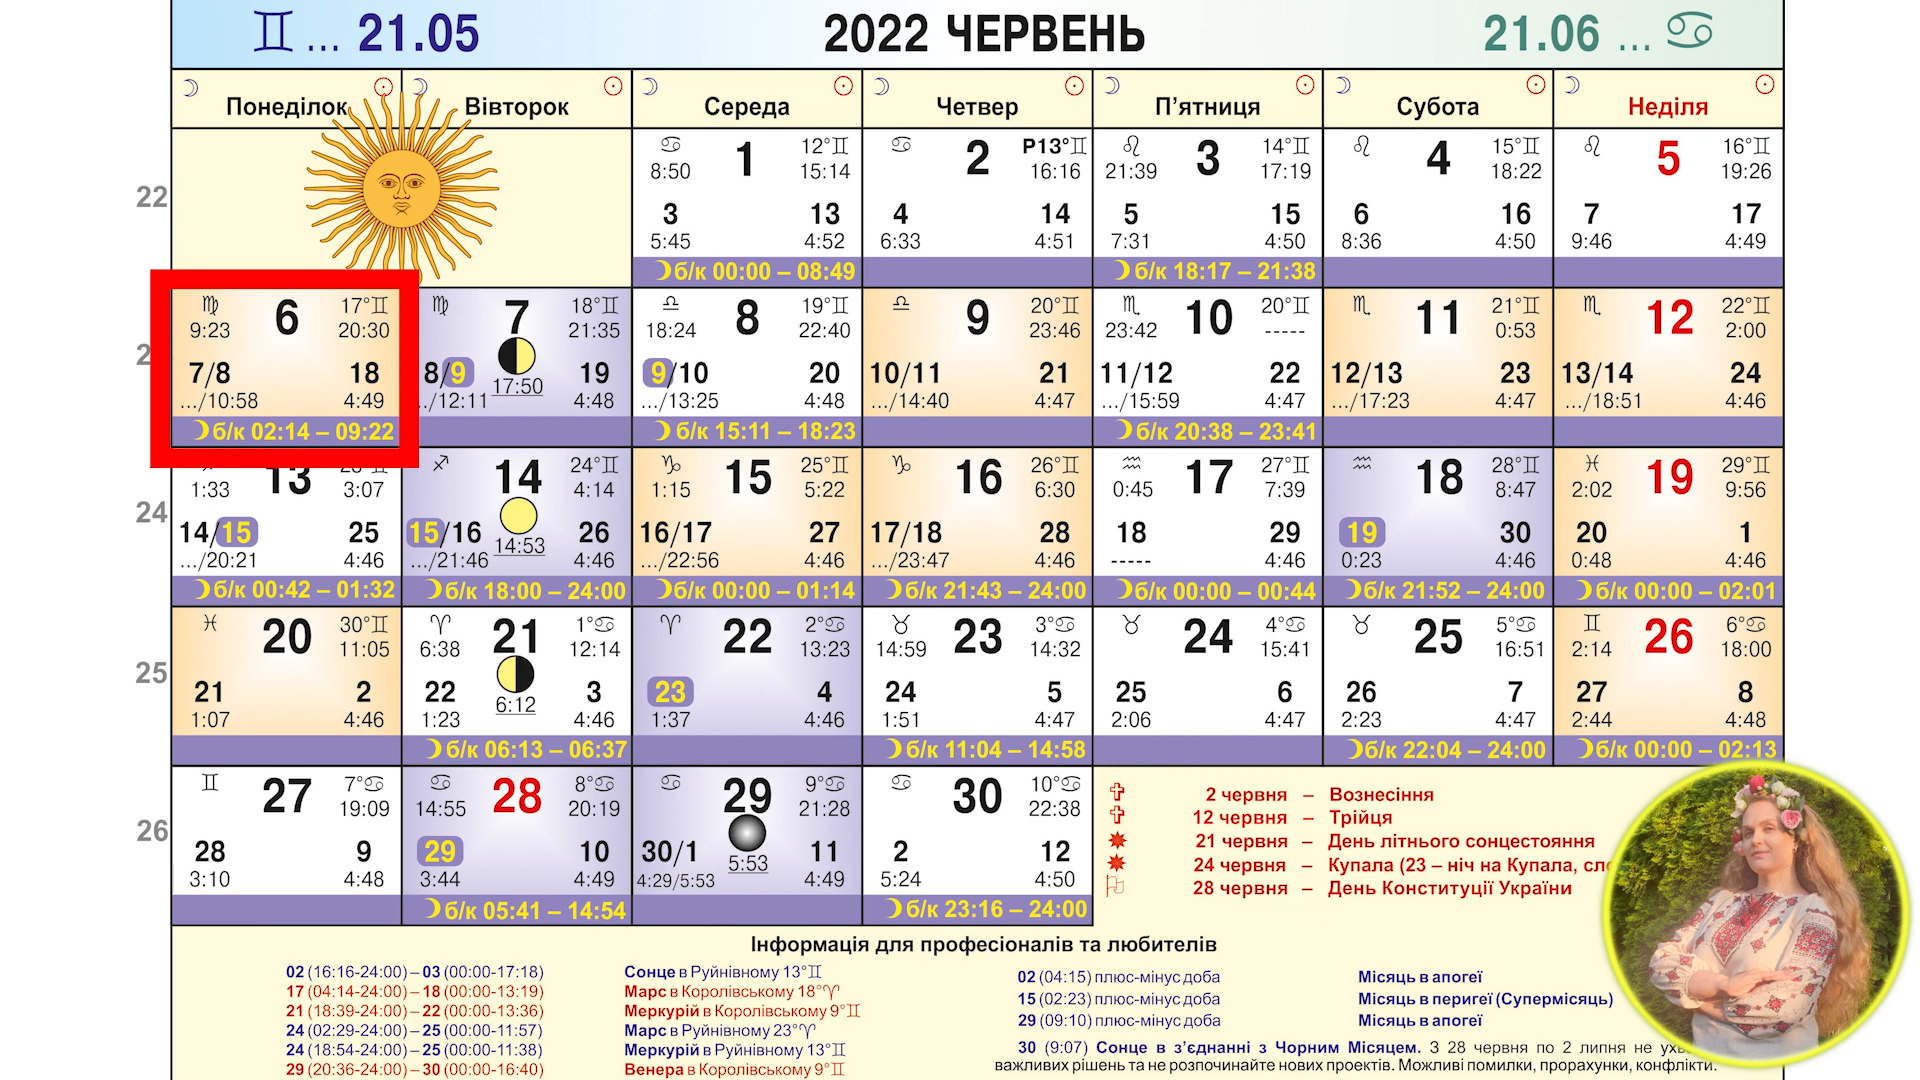 ♊... 21.05 2022 ЧЕРВЕНЬ 21.06 ... ♋
Понеділок Вівторок Середа Четвер П'ятниця Субота Неділя
22
♋ 1 12°♊
8:50 15:14
3 13
5:45 4:52
☽б/к 00:00 – 08:49
♋ 2 Р13°♊
16:16
4 14
6:33 4:51
♌ 3 14°♊
21:39 17:19
5 15
7:31 4:50
☽б/к 18:17 – 21:38
♌ 4 15°♊
18:22
6 16
8:36 4:50
♌ 5 16°♊
19:26
7 17
9:46 4:49
2
♍ 6 17°♊
9:23 20:30
7/8 18
.../10:58 4:49
☽б/к 02:14 – 09:22
♍ 7 18°♊
21:35
8/9 17:50 19
../12:11 4:48
♎ 8 19°♊
18:24 22:40
9/10 20
.../13:25 4:48
☽б/к 15:11 – 18:23
♎ 9 20°♊
23:46
10/11 21
.../14:40 4:47
♏ 10 20°♊
23:42 -----
11/12 22
.../15:59 4:47
☽б/к 20:38 – 23:41
♏ 11 21°♊
0:53
12/13 23
.../17:23 4:47
♏ 12 22°♊
2:00
13/14 24
.../18:51 4:46
24
13
1:33 3:07
14/15 25
.../20:21 4:46
☽б/к 00:42 – 01:32
♐ 14 24°♊
4:14
15/16 14:53 26
.../21:46 4:46
☽б/к 18:00 – 24:00
♑ 15 25°♊
1:15 5:22
16/17 27
.../22:56 4:46
☽б/к 00:00 – 01:14
♑ 16 26°♊
6:30
17/18 28
.../23:47 4:46
☽б/к 21:43 – 24:00
♒ 17 27°♊
0:45 7:39
18 29
----- 4:46
☽б/к 00:00 – 00:44
♒ 18 28°♊
8:47
19 30
0:23 4:46
☽б/к 21:52 – 24:00
♓ 19 29°♊
2:02 9:56
20 1
0:48 4:46
☽б/к 00:00 – 02:01
25
♓ 20 30°♊
11:05
21 2
1:07 4:46
♈ 21 1°♋
6:38 12:14
22 6:12 3
1:23 4:46
☽б/к 06:13 – 06:37
♈ 22 2°♋
13:23
23 4
1:37 4:46
♉ 23 3°♋
14:59 14:32
24 5
1:51 4:47
☽б/к 11:04 – 14:58
♉ 24 4°♋
15:41
25 6
2:06 4:47
♉ 25 5°♋
16:51
26 7
2:23 4:47
☽б/к 22:04 – 24:00
♊ 26 6°♋
2:14 18:00
27 8
2:44 4:48
☽б/к 00:00 – 02:13
26
♊ 27 7°♋
19:09
28 9
3:10 4:48
♋ 28 8°♋
14:55 20:19
29 10
3:44 4:49
☽б/к 05:41 – 14:54
♋ 29 9°♋
21:28
30/1 5:53 11
4:29/5:53 4:49
♋ 30 10°♋
22:38
2 12
5:24 4:50
☽б/к 23:16 – 24:00
2 червня – Вознесіння
12 червня – Трійця
21 червня – День літнього сонцестояння
24 червня – Купала (23 – ніч на Купала,
28 червня – День Конституції України
Інформація для професіоналів та любителів
02 (16:16-24:00) – 03 (00:00-17:18) Сонце в Руйнівному 13°♊
17 (04:14-24:00) – 18 (00:00-13:19) Марс в Королівському 18°♈
21 (18:39-24:00) – 22 (00:00-13:36) Меркурій в Королівському 9°♊
24 (02:29-24:00) – 25 (00:00-11:57) Марс в Руйнівному 23°♈
24 (18:54-24:00) – 25 (00:00-11:38) Меркурій в Руйнівному 13°♊
29 (20:36-24:00) – 30 (00:00-16:40) Венера в Королівському 9°♊
02 (04:15) плюс-мінус доба Місяць в апогеї
15 (02:23) плюс-мінус доба Місяць в перигеї (Супермісяць)
29 (09:10) плюс-мінус доба Місяць в апогеї
30 (9:07) Сонце в з'єднанні з Чорним Місяцем. З 28 червня по 2 липня не
важливих рішень та не розпочинайте нових проектів. Можливі помилки, прорахунки, конфлікти.